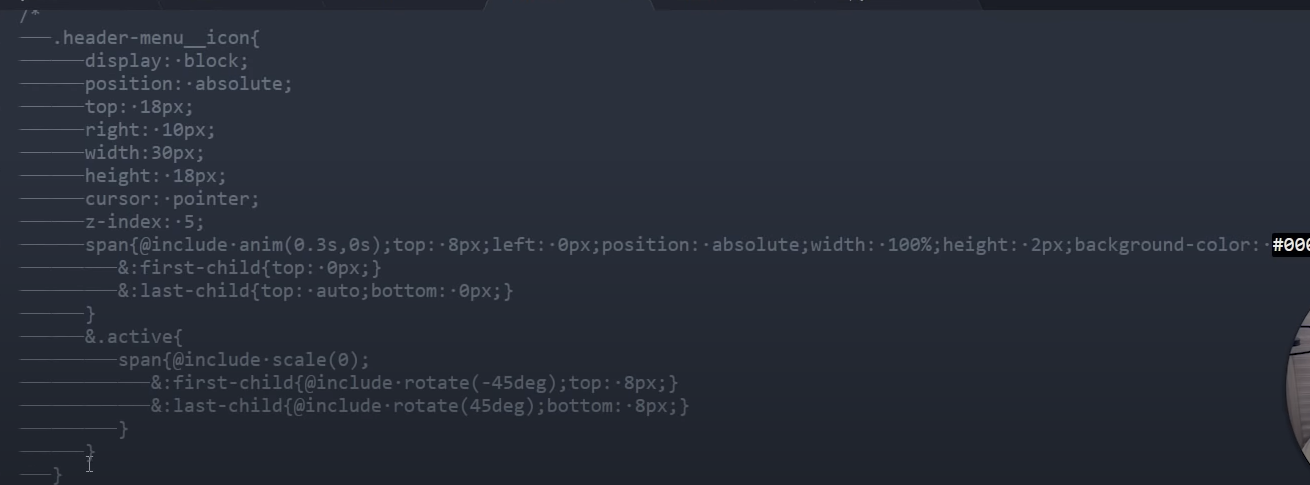 /*
.header-menu__icon{
display: block;
position: absolute;
top: 18px;
right: 10px;
width:30px;
height: 18px;
cursor: pointer;
z-index: 5;
span{@include anim(0.3s,0s);top: 8px;left: 0px;position: absolute;width: 100%;height: 2px;background-color: #000
&:first-child{top: 0px;}
&:last-child{top: auto;bottom: 0px;}
}
&.active{
span{@include scale(0);
&:first-child{@include rotate(-45deg);top: 8px;}
&:last-child{@include rotate(45deg);bottom: 8px;}
}
}
}